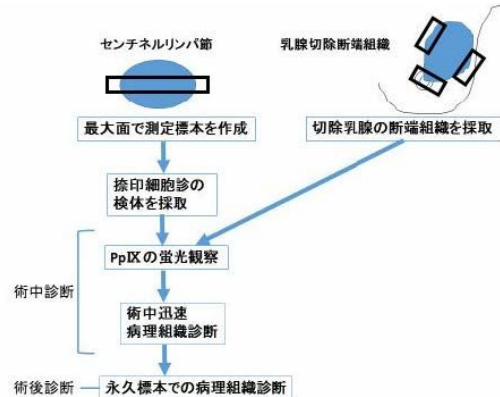 センチネルリンパ節
乳腺切除断端組織
最大面で測定標本を作成
切除乳腺の断端組織を採取
捺印細胞診の
検体を採取
PpIXの蛍光観察
術中診断
術中迅速
病理組織診断
術後診断
永久標本での病理組織診断